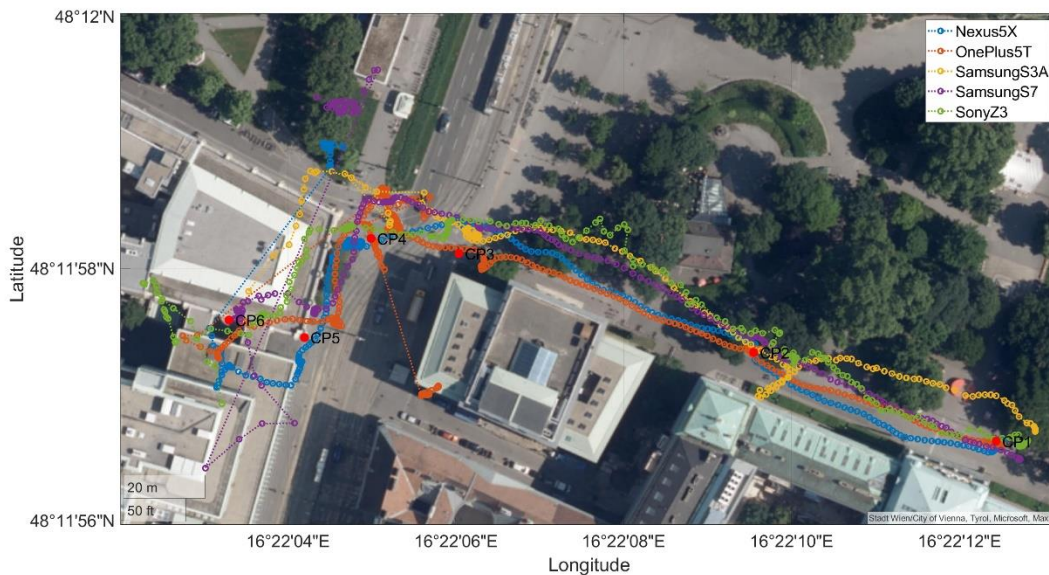 48°12'N
Nexus5X
OnePlus5T
SamsungS3A
SamsungS7
SonyZ3
CP4
CP3
48°11'58"N
Latitude
CP6
CP5
CP2
CP1
20 m
50 ft
48°11'56"N
Stadt Wien/City of Vienna, Tyrol, Microsoft, Max
16°22'04"E
16°22'06"E
16°22'08"E
16°22'10"E
16°22'12"E
Longitude